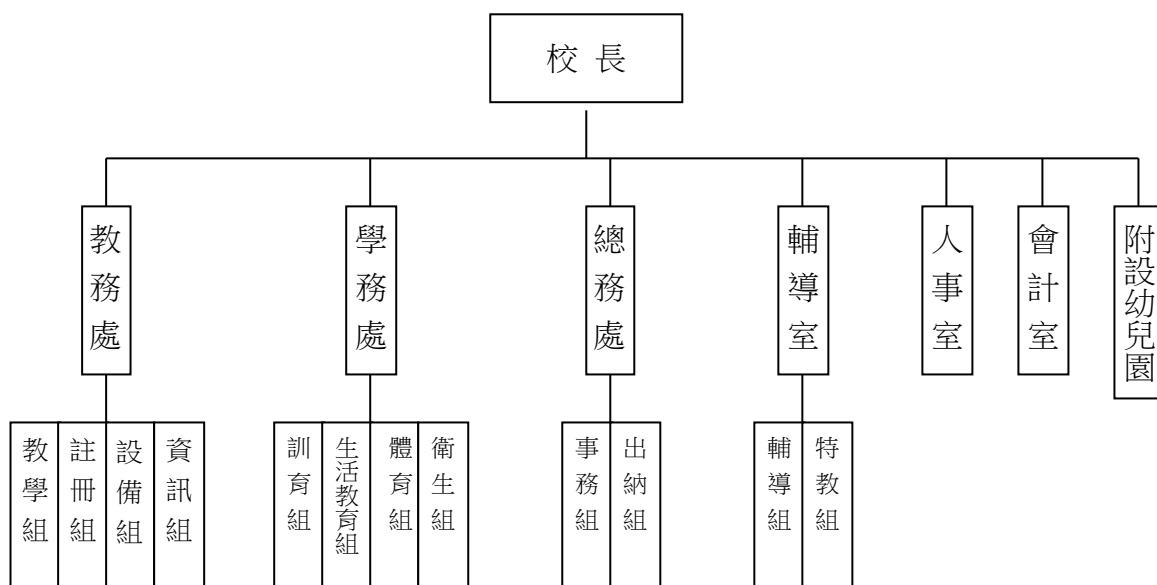 校長
教務處
學務處
總務處
輔導室
人事室
會計室
附設幼兒園
教學組
註冊組
設備組
資訊組
訓育組
生活教育組
體育組
衛生組
事務組
出納組
輔導組
特教組